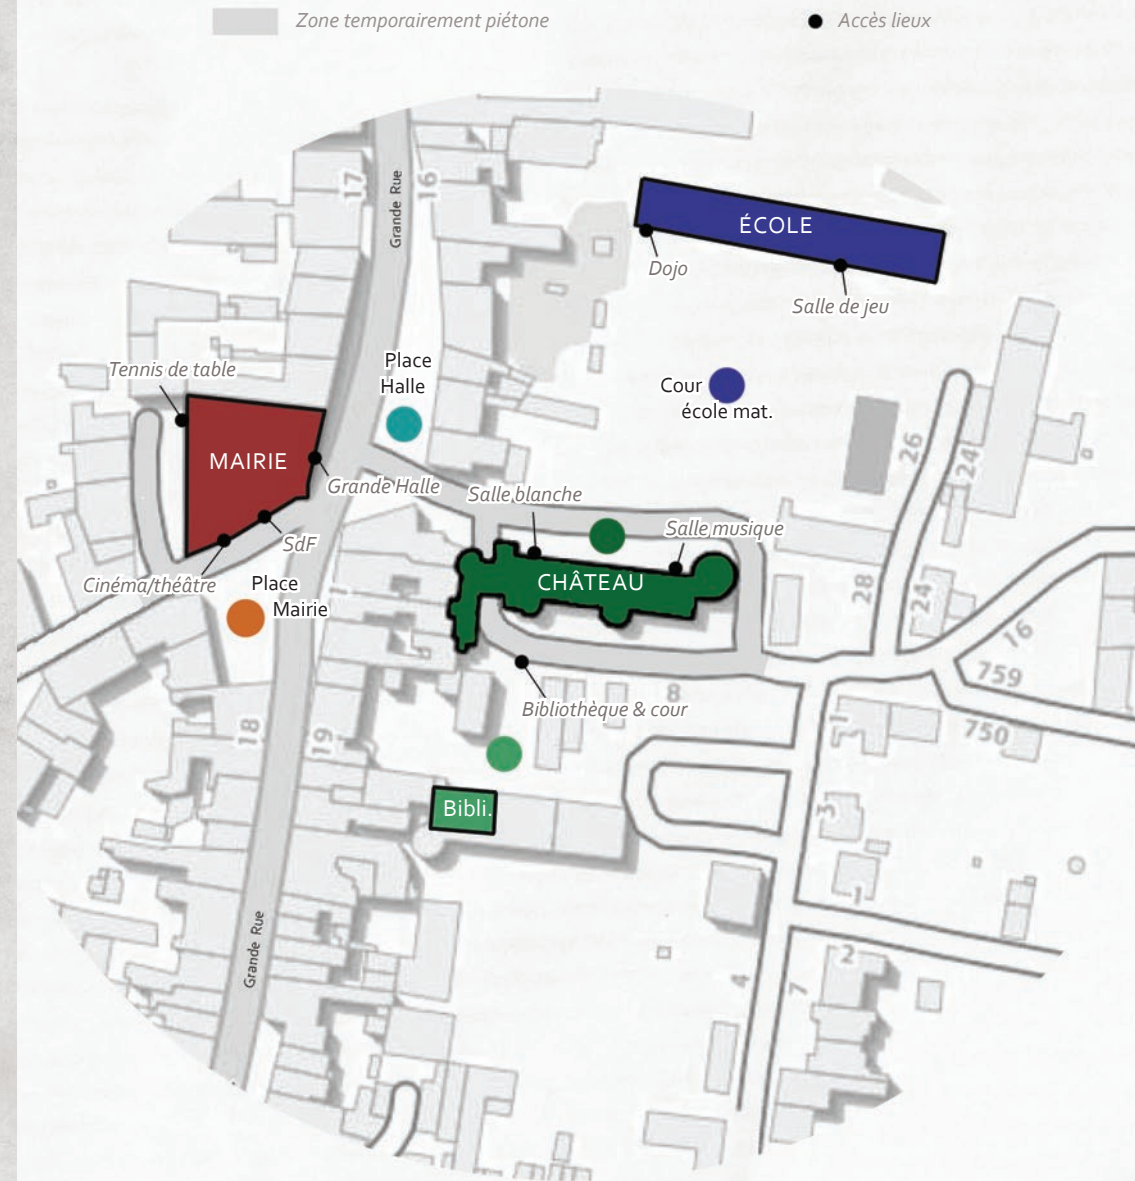 Zone temporairement piétone
Accès lieux
17
Grande Rue
16
ÉCOLE
Dojo
Salle de jeu
Place
Halle
Tennis de table
Cour
école mat.
MAIRIE
Grande Halle
26
24
Salle blanche
Salle musique
SdF
Cinéma/théâtre
CHÂTEAU
Place
Mairie
28
24
16
759
8
Bibliothèque & cour
18
19
1
750
Bibli.
3
1
Grande Rue
2
4
7